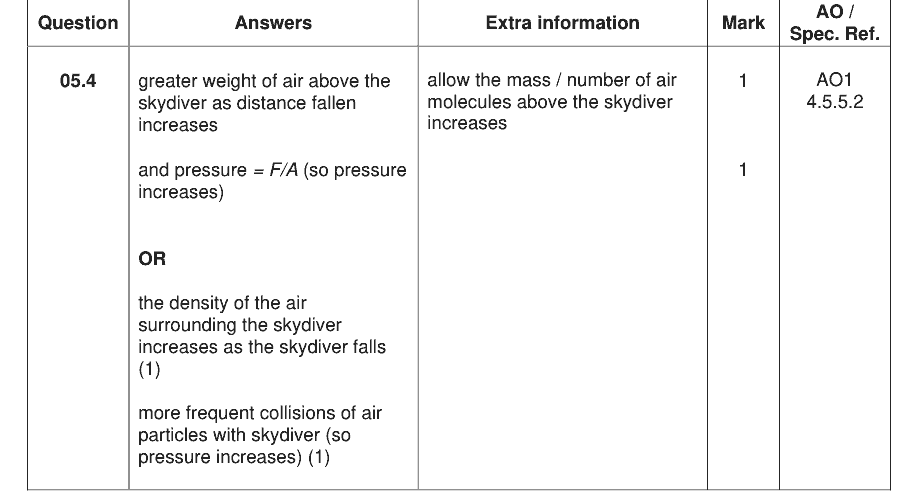 Question Answers Extra information Mark AO /
Spec. Ref.
05.4 greater weight of air above the allow the mass / number of air 1 AO1
skydiver as distance fallen molecules above the skydiver 4.5.5.2
increases increases
and pressure = F/A (so pressure 1
increases)
OR
the density of the air
surrounding the skydiver
increases as the skydiver falls
(1)
more frequent collisions of air
particles with skydiver (so
pressure increases) (1)